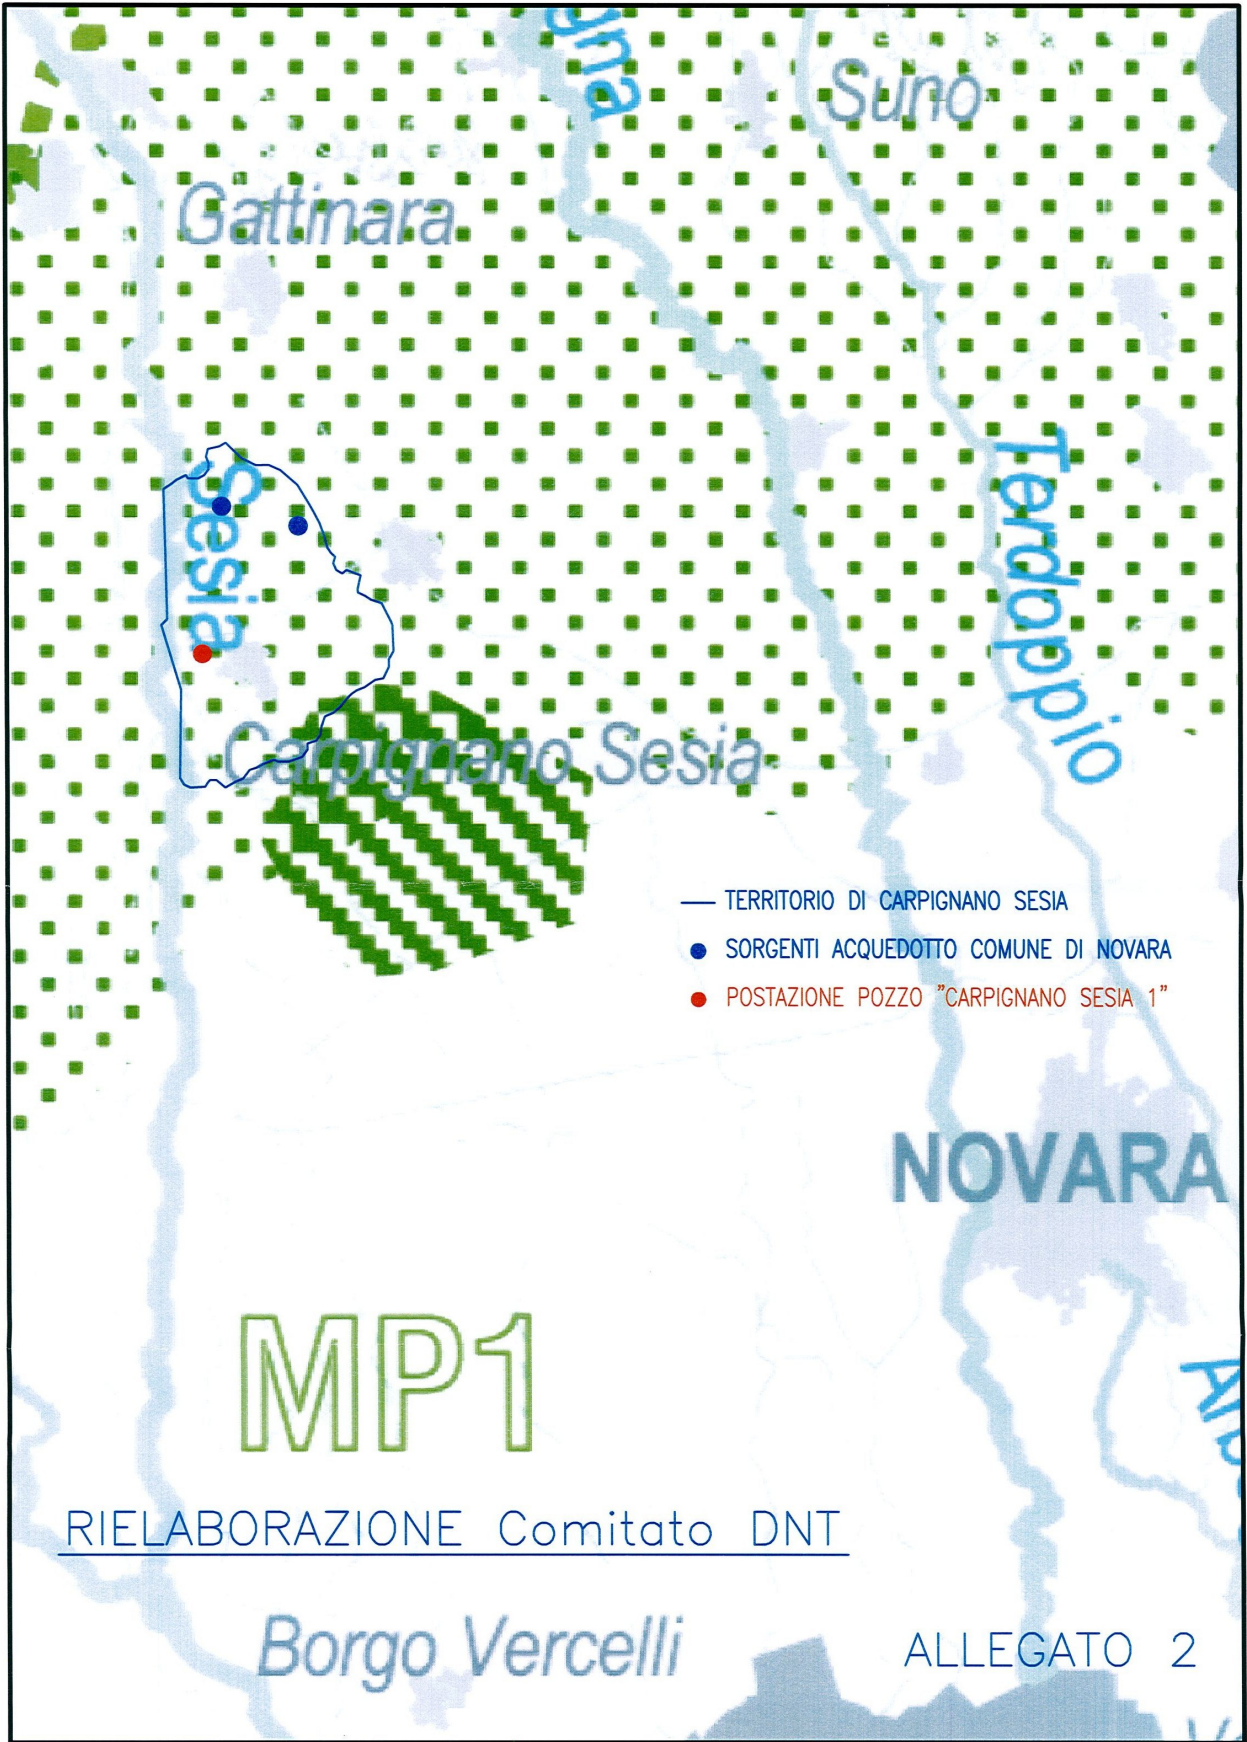 Suno
Gattinara
Sesia
Terdoppio
Carpignano Sesia
TERRITORIO DI CARPIGNANO SESIA
SORGENTI ACQUEDOTTO COMUNE DI NOVARA
POSTAZIONE POZZO "CARPIGNANO SESIA 1"
NOVARA
MP1
RIELABORAZIONE Comitato DNT
Borgo Vercelli
ALLEGATO 2